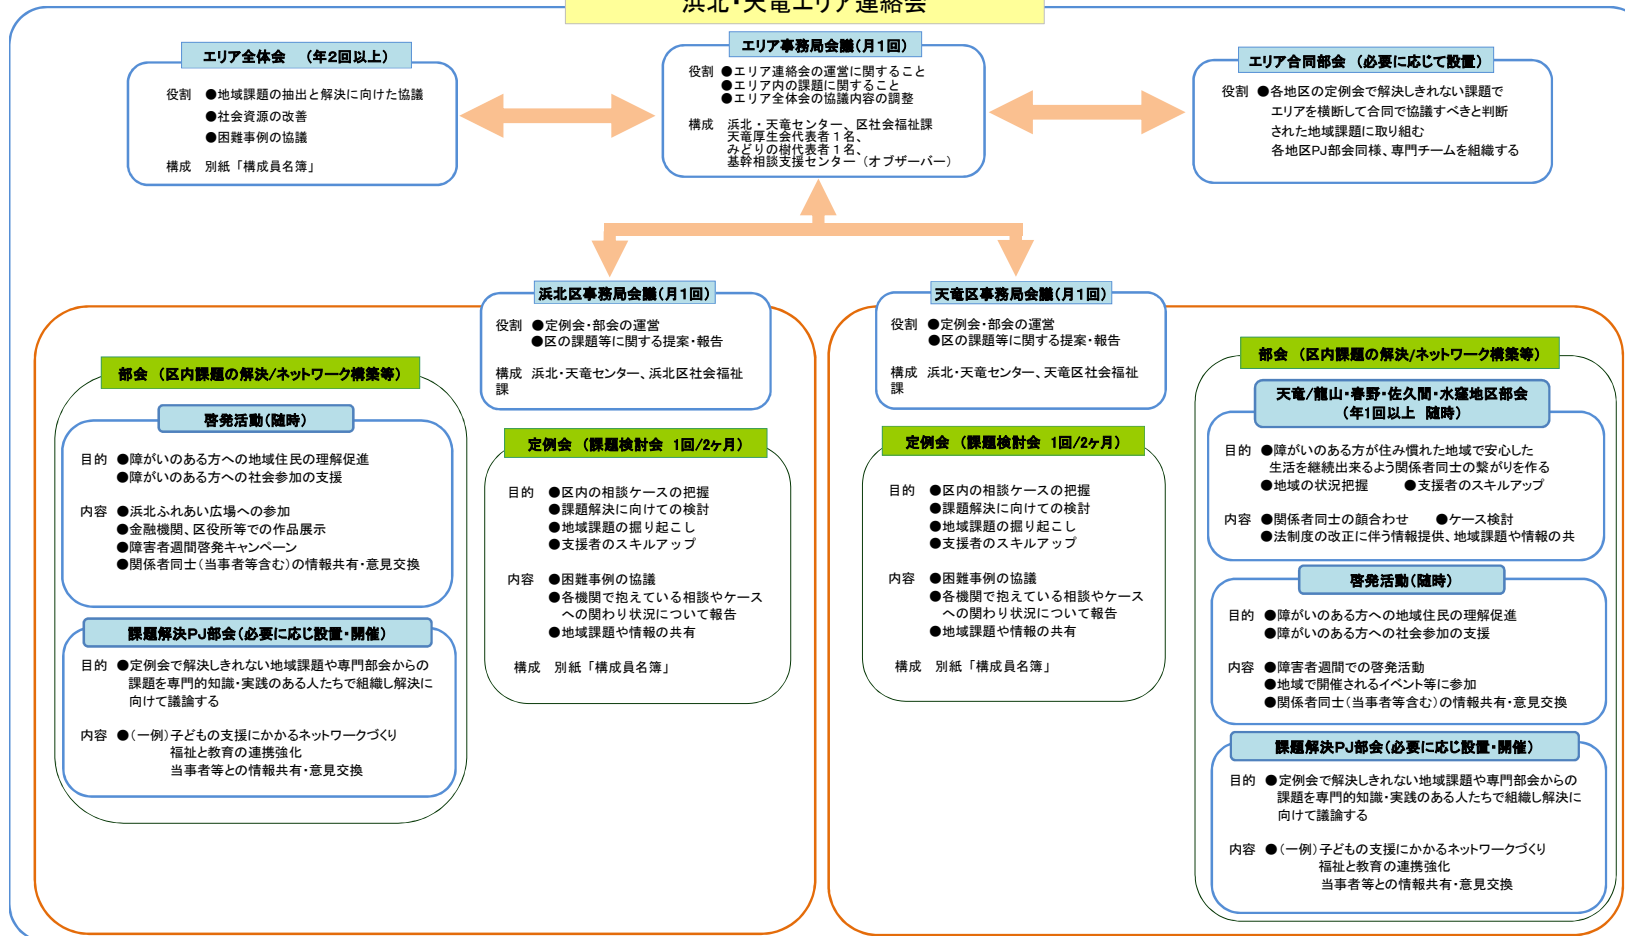 浜北・天竜エリア連絡会
エリア全体会　（年2回以上）
役割　●地域課題の抽出と解決に向けた協議
●社会資源の改善
●困難事例の協議
構成　別紙「構成員名簿」
エリア事務局会議（月1回）
役割　●エリア連絡会の運営に関すること
●エリア内の課題に関すること
●エリア全体会の協議内容の調整
構成　浜北・天竜センター、区社会福祉課
天竜厚生会代表者１名、
みどりの樹代表者１名、
基幹相談支援センター（オブザーバー）
エリア合同部会（必要に応じて設置）
役割　●各地区の定例会で解決しきれない課題で
エリアを横断して合同で協議すべきと判断
された地域課題に取り組む
各地区PJ部会同様、専門チームを組織する
浜北区事務局会議（月1回）
役割　●定例会・部会の運営
●区の課題等に関する提案・報告
構成　浜北・天竜センター、浜北区社会福祉
課
天竜区事務局会議（月1回）
役割　●定例会・部会の運営
●区の課題等に関する提案・報告
構成　浜北・天竜センター、天竜区社会福祉
課
部会（区内課題の解決/ネットワーク構築等）
啓発活動（随時）
目的　●障がいのある方への地域住民の理解促進
●障がいのある方への社会参加の支援
内容　●浜北ふれあい広場への参加
●金融機関、区役所等での作品展示
●障害者週間啓発キャンペーン
●関係者同士（当事者等含む）の情報共有・意見交換
課題解決PJ部会（必要に応じ設置・開催）
目的　●定例会で解決しきれない地域課題や専門部会からの
課題を専門的知識・実践のある人たちで組織し解決に
向けて議論する
内容　●（一例）子どもの支援にかかるネットワークづくり
福祉と教育の連携強化
当事者等との情報共有・意見交換
定例会（課題検討会　1回/2ヶ月）
目的　●区内の相談ケースの把握
●課題解決に向けての検討
●地域課題の掘り起こし
●支援者のスキルアップ
内容　●困難事例の協議
●各機関で抱えている相談やケース
への関わり状況について報告
●地域課題や情報の共有
構成　別紙「構成員名簿」
定例会（課題検討会　1回/2ヶ月）
目的　●区内の相談ケースの把握
●課題解決に向けての検討
●地域課題の掘り起こし
●支援者のスキルアップ
内容　●困難事例の協議
●各機関で抱えている相談やケース
への関わり状況について報告
●地域課題や情報の共有
構成　別紙「構成員名簿」
部会（区内課題の解決/ネットワーク構築等）
天竜/龍山・春野・佐久間・水窪地区部会
（年1回以上　随時）
目的　●障がいのある方が住み慣れた地域で安心した
生活を継続出来るよう関係者同士の繋がりを作る
●地域の状況把握　　●支援者のスキルアップ
内容　●関係者同士の顔合わせ　　●ケース検討
●法制度の改正に伴う情報提供、地域課題や情報の共
啓発活動（随時）
目的　●障がいのある方への地域住民の理解促進
●障がいのある方への社会参加の支援
内容　●障害者週間での啓発活動
●地域で開催されるイベント等に参加
●関係者同士（当事者等含む）の情報共有・意見交換
課題解決PJ部会（必要に応じ設置・開催）
目的　●定例会で解決しきれない地域課題や専門部会からの
課題を専門的知識・実践のある人たちで組織し解決に
向けて議論する
内容　●（一例）子どもの支援にかかるネットワークづくり
福祉と教育の連携強化
当事者等との情報共有・意見交換